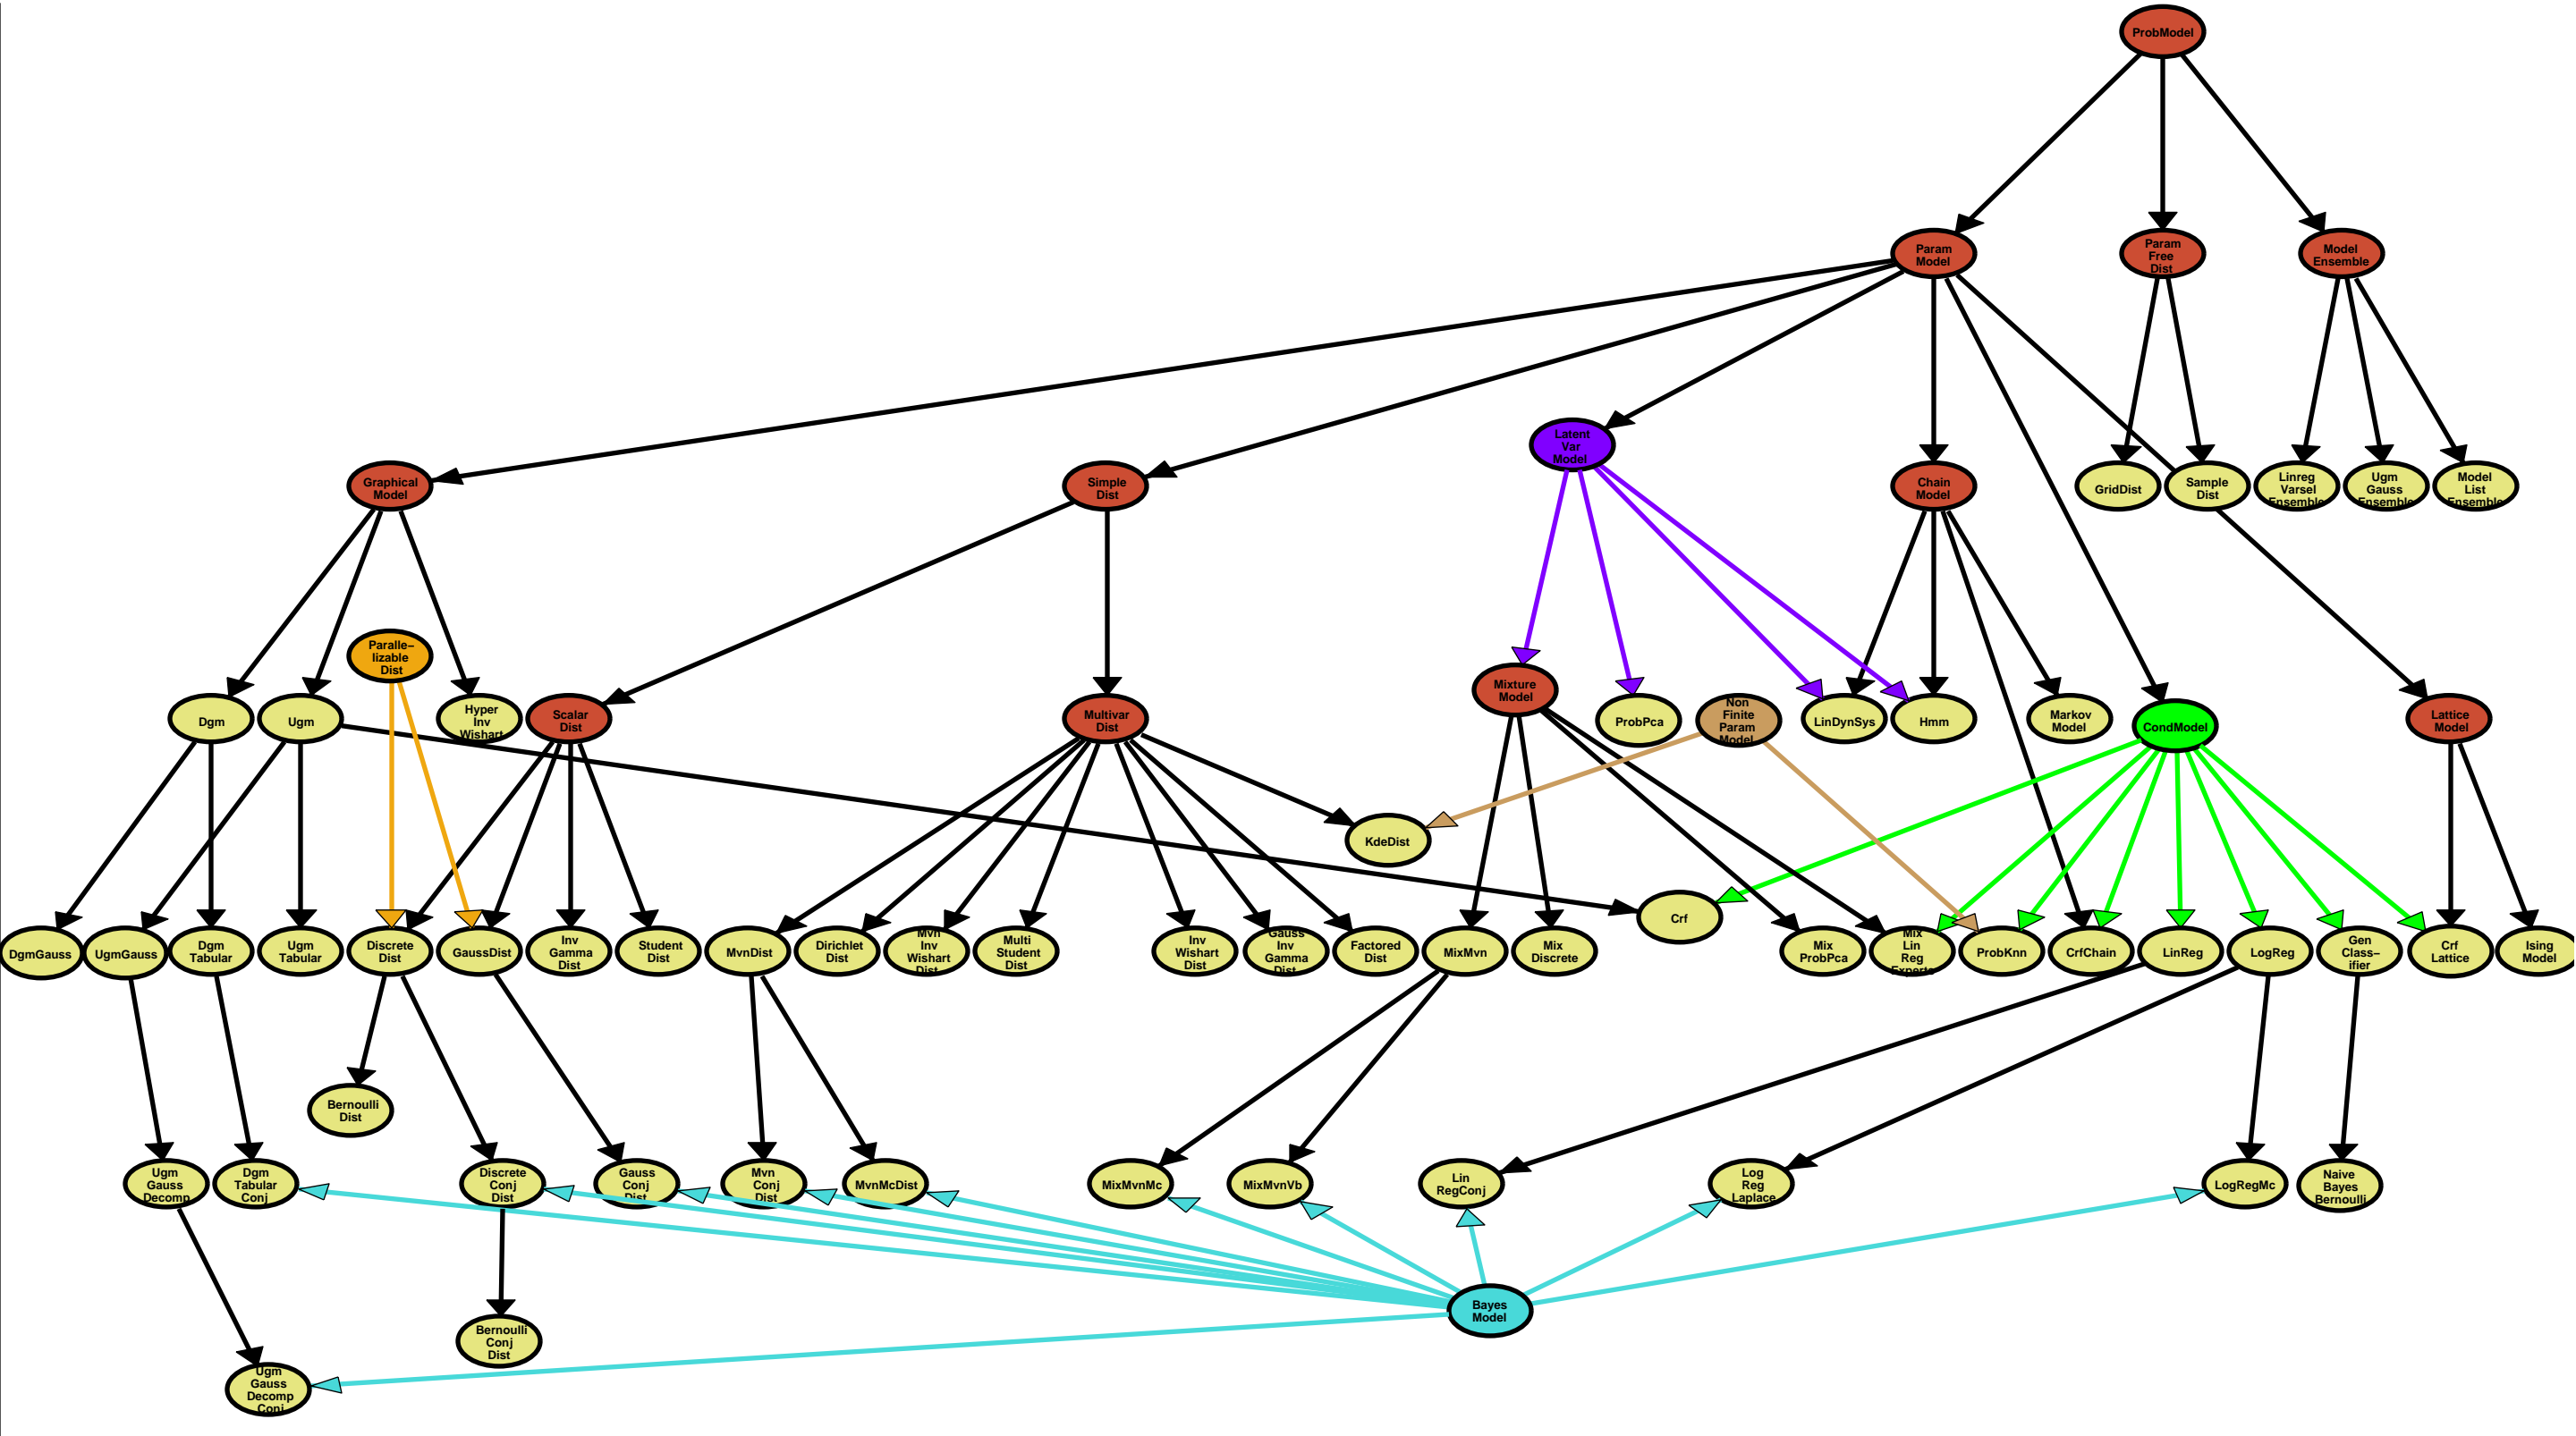 ProbModel
Param
Model
Param
Free
Dist
Model
Ensemble
Latent
Var
Model
Graphical
Model
Simple
Dist
Chain
Model
GridDist
Sample
Dist
Linreg
Varsel
Ensemble
Ugm
Gauss
Ensemble
Model
List
Ensemble
Paralle–
lizable
Dist
Dgm
Ugm
Hyper
Inv
Wishart
Scalar
Dist
Multivar
Dist
Mixture
Model
ProbPca
Non
Finite
Param
Model
LinDynSys
Hmm
Markov
Model
CondModel
Lattice
Model
KdeDist
Crf
DgmGauss
UgmGauss
Dgm
Tabular
Ugm
Tabular
Discrete
Dist
GaussDist
Inv
Gamma
Dist
Student
Dist
MvnDist
Dirichlet
Dist
Mvn
Inv
Wishart
Dist
Multi
Student
Dist
Inv
Wishart
Dist
Gauss
Inv
Gamma
Dist
Factored
Dist
MixMvn
Mix
Discrete
Mix
ProbPca
Mix
Lin
Reg
Experts
ProbKnn
CrfChain
LinReg
LogReg
Gen
Class–
ifier
Crf
Lattice
Ising
Model
Bernoulli
Dist
Ugm
Gauss
Decomp
Dgm
Tabular
Conj
Discrete
Conj
Dist
Gauss
Conj
Dist
Mvn
Conj
Dist
MvnMcDist
MixMvnMc
MixMvnVb
Lin
RegConj
Log
Reg
Laplace
LogRegMc
Naive
Bayes
Bernoulli
Bayes
Model
Bernoulli
Conj
Dist
Ugm
Gauss
Decomp
Conj